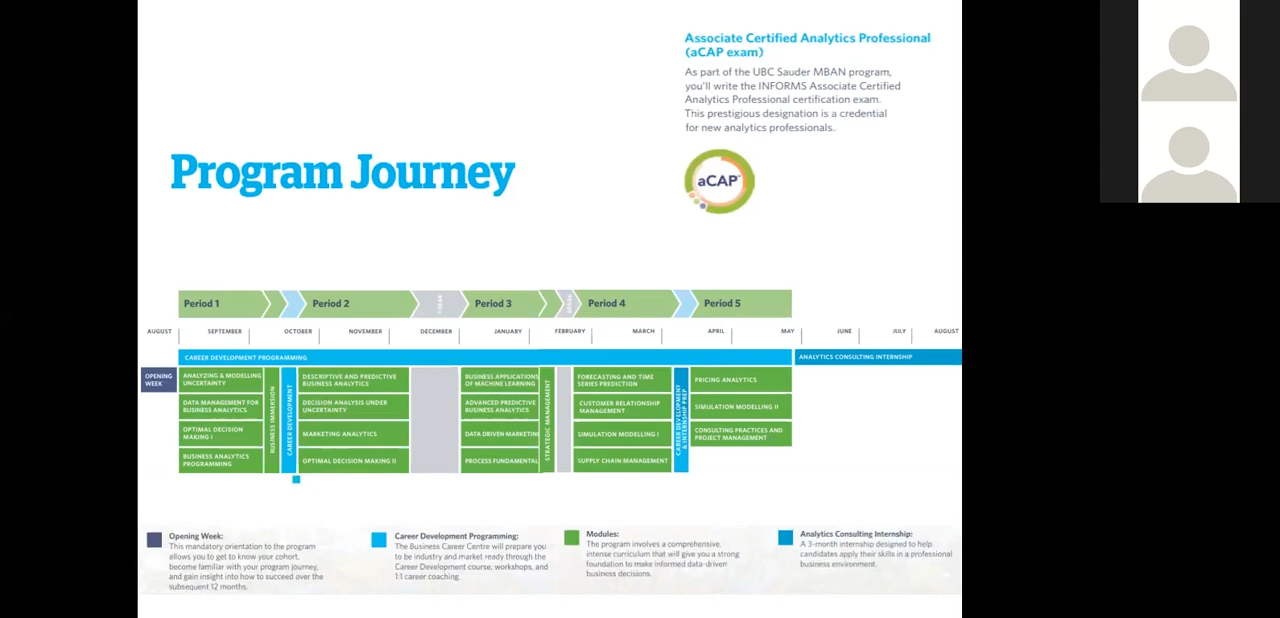 Associate Certified Analytics Professional
(aCAP exam)
As part of the UBC Sauder MBAN program,
you'll write the INFORMS Associate Certified
Analytics Professional certification exam.
This prestigious designation is a credential
for new analytics professionals.
aCAP™
Program Journey
Period 1
Period 2
BREAK
Period 3
BREAK
Period 4
Period 5
AUGUST
SEPTEMBER
OCTOBER
NOVEMBER
DECEMBER
JANUARY
FEBRUARY
MARCH
APRIL
MAY
JUNE
JULY
AUGUST
CAREER DEVELOPMENT PROGRAMMING
ANALYTICS CONSULTING INTERNSHIP
OPENING
WEEK
ANALYZING & MODELLING
UNCERTAINTY
DATA MANAGEMENT FOR
BUSINESS ANALYTICS
OPTIMAL DECISION
MAKING I
BUSINESS ANALYTICS
PROGRAMMING
BUSINESS IMMERSION
CAREER DEVELOPMENT
DESCRIPTIVE AND PREDICTIVE
BUSINESS ANALYTICS
DECISION ANALYSIS UNDER
UNCERTAINTY
MARKETING ANALYTICS
OPTIMAL DECISION MAKING II
BUSINESS APPLICATIONS
OF MACHINE LEARNING
ADVANCED PREDICTIVE
BUSINESS ANALYTICS
DATA DRIVEN MARKETING
PROCESS FUNDAMENTAL
STRATEGIC MANAGEMENT
FORECASTING AND TIME
SERIES PREDICTION
CUSTOMER RELATIONSHIP
MANAGEMENT
SIMULATION MODELLING I
SUPPLY CHAIN MANAGEMENT
CAREER DEVELOPMENT
& INTERNSHIP PREP
PRICING ANALYTICS
SIMULATION MODELLING II
CONSULTING PRACTICES AND
PROJECT MANAGEMENT
Opening Week:
This mandatory orientation to the program
allows you to get to know your cohort,
become familiar with your program journey,
and gain insight into how to succeed over the
subsequent 12 months.
Career Development Programming:
The Business Career Centre will prepare you
to be industry and market ready through the
Career Development course, workshops, and
1:1 career coaching.
Modules:
The program involves a comprehensive,
intense curriculum that will give you a strong
foundation to make informed data-driven
business decisions.
Analytics Consulting Internship:
A 3-month internship designed to help
candidates apply their skills in a professional
business environment.